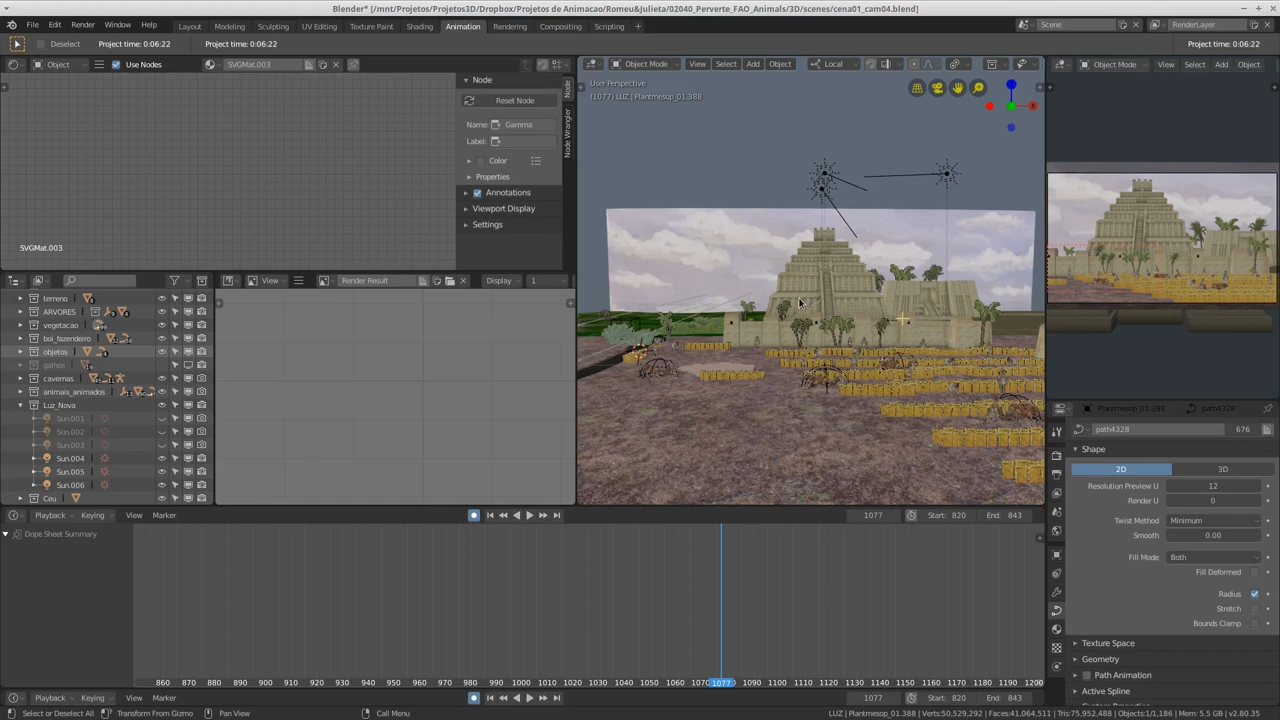 Blender* [/mnt/Projetos/Projetos3D/Dropbox/Projetos de Animacao/Romeu&Julieta/02040_Perverte_FAO_Animals/3D/scenes/cena01_cam04.blend]
File Edit Render Window Help Layout Modeling Sculpting UV Editing Texture Paint Shading Animation Rendering Compositing Scripting + Scene RenderLayer
Deselect Project time: 0:06:22 Project time: 0:06:22 Project time: 0:06:22
Object Use Nodes SVGMat.003 Object Mode View Select Add Object Local Object Mode View Select Add Object
Node
Reset Node
Name: Gamma
Label:
Color
Properties
Annotations
Viewport Display
Settings
Node
Node Wrangler
SVGMat.003
User Perspective
(1077) LUZ | Plantmesop_01.388
X
View Render Result Display 1
terreno
ARVORES
vegetacao
boi_fazendeiro
objetos
galhos
cavernas
animais_animados
Luz_Nova
Sun.001
Sun.002
Sun.003
Sun.004
Sun.005
Sun.006
Ceu
Plantmesop_01.388 path4328
path4328 676
Shape
2D 3D
Resolution Preview U 12
Render U 0
Twist Method Minimum
Smooth 0.00
Fill Mode Both
Fill Deformed
Radius
Stretch
Bounds Clamp
Texture Space
Geometry
Path Animation
Active Spline
Playback Keying View Marker 1077 Start: 820 End: 843
Dope Sheet Summary
860 870 880 890 900 910 920 930 940 950 960 970 980 990 1000 1010 1020 1030 1040 1050 1060 1070 1077 1090 1100 1110 1120 1130 1140 1150 1160 1170 1180 1190 1200
Playback Keying View Marker 1077 Start: 820 End: 843
Select or Deselect All Transform From Gizmo Pan View Call Menu LUZ | Plantmesop_01.388 | Verts:50,529,292 | Faces:41,064,511 | Tris:75,952,488 | Objects:1/1,186 | Mem: 5.5 GB | v2.80.35